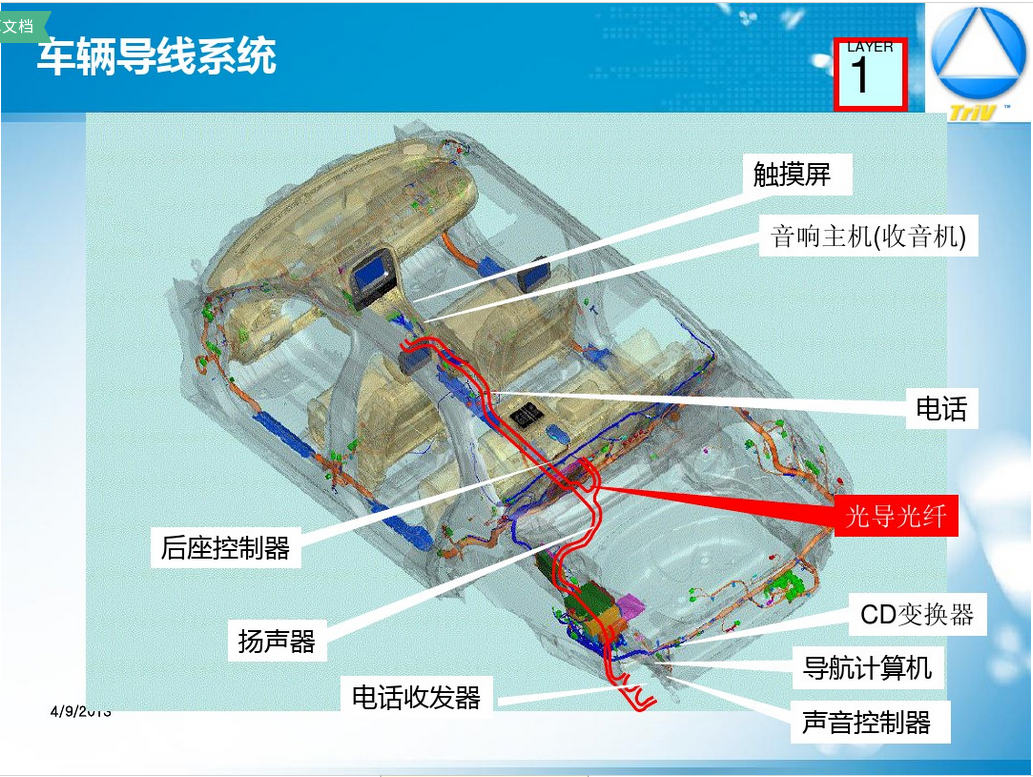 文档
车辆导线系统
LAYER
1
TriV ™
触摸屏
音响主机(收音机)
电话
光导光纤
后座控制器
扬声器
CD变换器
导航计算机
电话收发器
声音控制器
4/9/2013